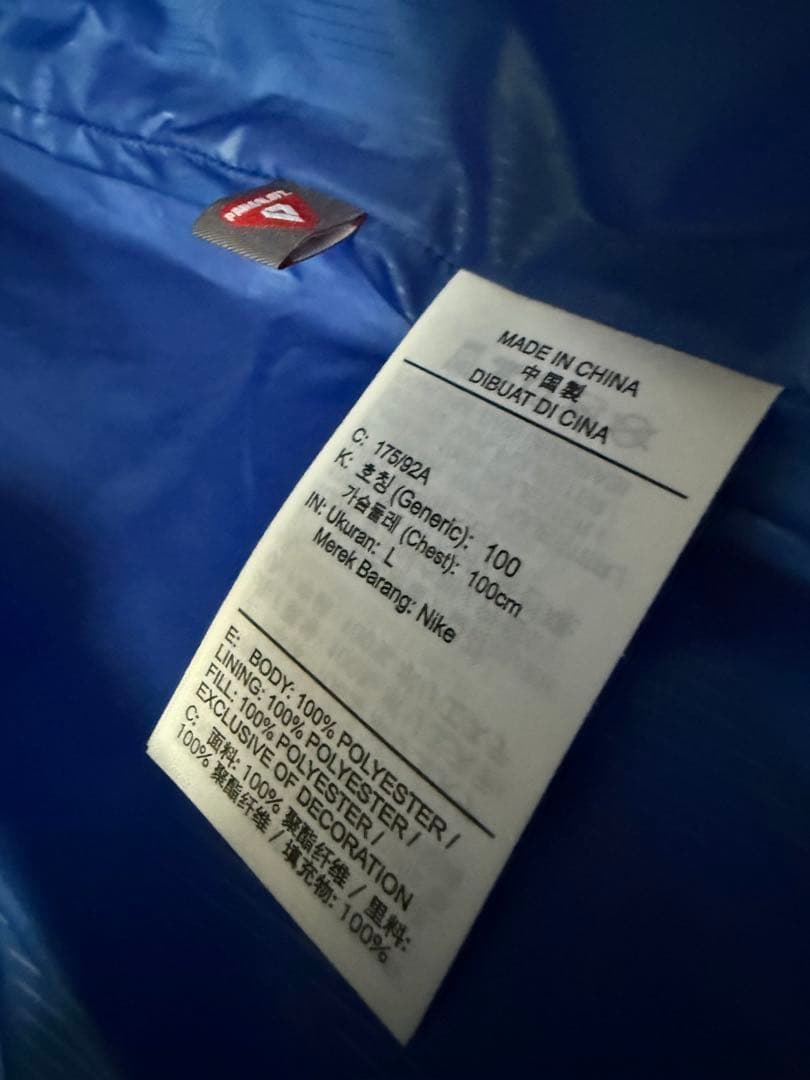 PRIMALOFT
MADE IN CHINA
中国製
DIBUAT DI CINA
C: 175/92A
K: 호칭 (Generic): 100
가슴둘레 (Chest): 100cm
IN: Ukuran: L
Merek Barang: Nike
E: BODY: 100% POLYESTER /
LINING: 100% POLYESTER /
FILL: 100% POLYESTER /
EXCLUSIVE OF DECORATION
C: 面料: 100% 聚酯纤维 / 里料:
100% 聚酯纤维 / 填充物: 100%